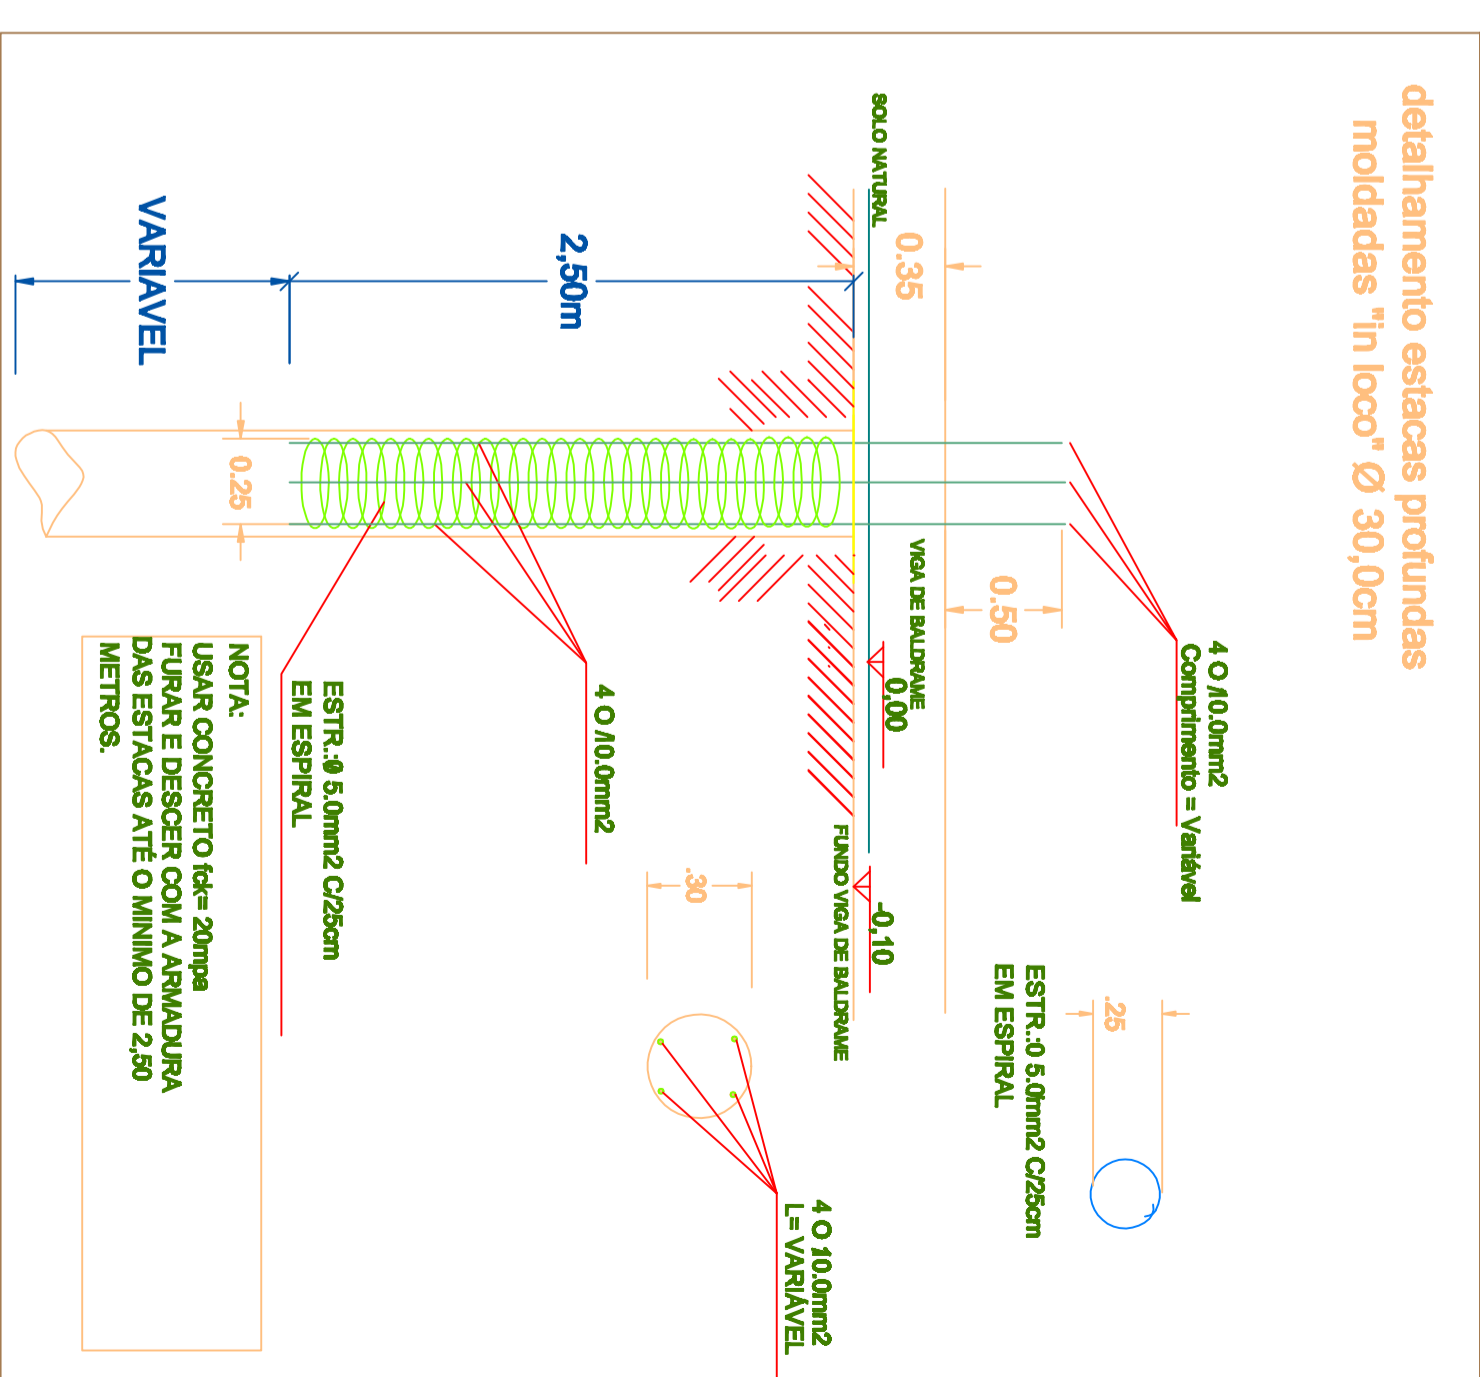 detalhamento estacas profundas
moldadas "in loco" Ø 30,0cm
4 O /10.0mm2
Comprimento = Variável
.25
ESTR.:0 5.0mm2 C/25cm
EM ESPIRAL
0.50
0.35
VIGA DE BALDRAME
0,00
SOLO NATURAL
-0,10
FUNDO VIGA DE BALDRAME
4 O 10.0mm2
L= VARIÁVEL
.30
2,50m
4 O /10.0mm2
ESTR.:Ø 5.0mm2 C/25cm
EM ESPIRAL
0.25
VARIAVEL
NOTA:
USAR CONCRETO fck= 20mpa
FURAR E DESCER COM A ARMADURA
DAS ESTACAS ATÉ O MINIMO DE 2,50
METROS.